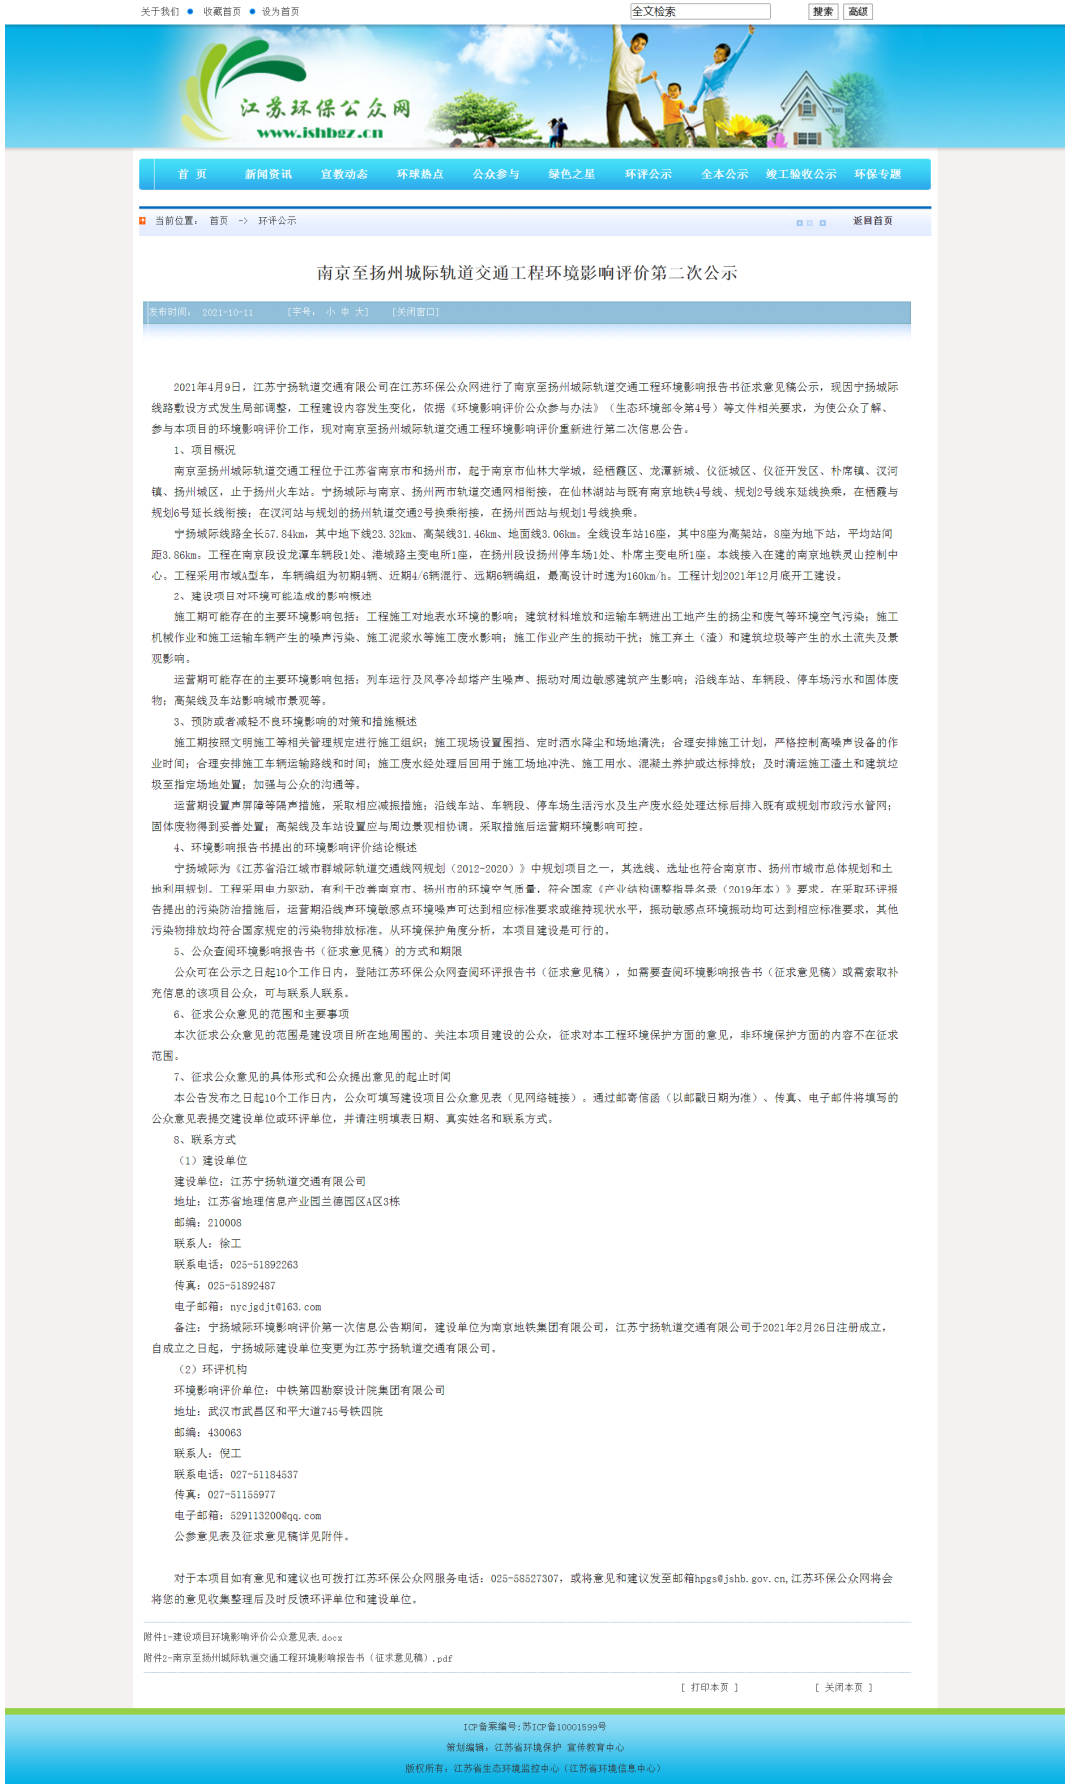 关于我们 ● 收藏首页 ● 设为首页
全文检索 搜索 高级
江苏环保公众网
www.jshbgz.cn
首 页 新闻资讯 宣教动态 环球热点 公众参与 绿色之星 环评公示 全本公示 竣工验收公示 环保专题
当前位置： 首页 -> 环评公示 返回首页
南京至扬州城际轨道交通工程环境影响评价第二次公示
发布时间： 2021-10-11 [字号： 小 中 大] [关闭窗口]
2021年4月9日，江苏宁扬轨道交通有限公司在江苏环保公众网进行了南京至扬州城际轨道交通工程环境影响报告书征求意见稿公示，现因宁扬城际
线路敷设方式发生局部调整，工程建设内容发生变化，依据《环境影响评价公众参与办法》（生态环境部令第4号）等文件相关要求，为使公众了解、
参与本项目的环境影响评价工作，现对南京至扬州城际轨道交通工程环境影响评价重新进行第二次信息公告。
1、项目概况
南京至扬州城际轨道交通工程位于江苏省南京市和扬州市，起于南京市仙林大学城，经栖霞区、龙潭新城、仪征城区、仪征开发区、朴席镇、汊河
镇、扬州城区，止于扬州火车站。宁扬城际与南京、扬州两市轨道交通网相衔接，在仙林湖站与既有南京地铁4号线、规划2号线东延线换乘，在栖霞与
规划6号延长线衔接；在汊河站与规划的扬州轨道交通2号换乘衔接，在扬州西站与规划1号线换乘。
宁扬城际线路全长57.84km，其中地下线23.32km、高架线31.46km、地面线3.06km。全线设车站16座，其中8座为高架站，8座为地下站，平均站间
距3.86km。工程在南京段设龙潭车辆段1处、港城路主变电所1座，在扬州段设扬州停车场1处、朴席主变电所1座。本线接入在建的南京地铁灵山控制中
心。工程采用市域A型车，车辆编组为初期4辆、近期4/6辆混行、远期6辆编组，最高设计时速为160km/h。工程计划2021年12月底开工建设。
2、建设项目对环境可能造成的影响概述
施工期可能存在的主要环境影响包括：工程施工对地表水环境的影响；建筑材料堆放和运输车辆进出工地产生的扬尘和废气等环境空气污染；施工
机械作业和施工运输车辆产生的噪声污染、施工泥浆水等施工废水影响；施工作业产生的振动干扰；施工弃土（渣）和建筑垃圾等产生的水土流失及景
观影响。
运营期可能存在的主要环境影响包括：列车运行及风亭冷却塔产生噪声、振动对周边敏感建筑产生影响；沿线车站、车辆段、停车场污水和固体废
物；高架线及车站影响城市景观等。
3、预防或者减轻不良环境影响的对策和措施概述
施工期按照文明施工等相关管理规定进行施工组织；施工现场设置围挡、定时洒水降尘和场地清洗；合理安排施工计划，严格控制高噪声设备的作
业时间；合理安排施工车辆运输路线和时间；施工废水经处理后回用于施工场地冲洗、施工用水、混凝土养护或达标排放；及时清运施工渣土和建筑垃
圾至指定场地处置；加强与公众的沟通等。
运营期设置声屏障等隔声措施，采取相应减振措施；沿线车站、车辆段、停车场生活污水及生产废水经处理达标后排入既有或规划市政污水管网；
固体废物得到妥善处置；高架线及车站设置应与周边景观相协调。采取措施后运营期环境影响可控。
4、环境影响报告书提出的环境影响评价结论概述
宁扬城际为《江苏省沿江城市群城际轨道交通线网规划（2012-2020）》中规划项目之一，其选线、选址也符合南京市、扬州市城市总体规划和土
地利用规划。工程采用电力驱动，有利于改善南京市、扬州市的环境空气质量，符合国家《产业结构调整指导名录（2019年本）》要求。在采取环评报
告提出的污染防治措施后，运营期沿线声环境敏感点环境噪声可达到相应标准要求或维持现状水平，振动敏感点环境振动均可达到相应标准要求，其他
污染物排放均符合国家规定的污染物排放标准。从环境保护角度分析，本项目建设是可行的。
5、公众查阅环境影响报告书（征求意见稿）的方式和期限
公众可在公示之日起10个工作日内，登陆江苏环保公众网查阅环评报告书（征求意见稿），如需要查阅环境影响报告书（征求意见稿）或需索取补
充信息的该项目公众，可与联系人联系。
6、征求公众意见的范围和主要事项
本次征求公众意见的范围是建设项目所在地周围的、关注本项目建设的公众，征求对本工程环境保护方面的意见，非环境保护方面的内容不在征求
范围。
7、征求公众意见的具体形式和公众提出意见的起止时间
本公告发布之日起10个工作日内，公众可填写建设项目公众意见表（见网络链接）。通过邮寄信函（以邮戳日期为准）、传真、电子邮件将填写的
公众意见表提交建设单位或环评单位，并请注明填表日期、真实姓名和联系方式。
8、联系方式
（1）建设单位
建设单位：江苏宁扬轨道交通有限公司
地址：江苏省地理信息产业园兰德园区A区3栋
邮编：210008
联系人：徐工
联系电话：025-51892263
传真：025-51892487
电子邮箱：nycjgdjt@163.com
备注：宁扬城际环境影响评价第一次信息公告期间，建设单位为南京地铁集团有限公司，江苏宁扬轨道交通有限公司于2021年2月26日注册成立，
自成立之日起，宁扬城际建设单位变更为江苏宁扬轨道交通有限公司。
（2）环评机构
环境影响评价单位：中铁第四勘察设计院集团有限公司
地址：武汉市武昌区和平大道745号铁四院
邮编：430063
联系人：倪工
联系电话：027-51184537
传真：027-51155977
电子邮箱：529113200@qq.com
公参意见表及征求意见稿详见附件。
对于本项目如有意见和建议也可拨打江苏环保公众网服务电话：025-58527307，或将意见和建议发至邮箱hpgs@jshb.gov.cn,江苏环保公众网将会
将您的意见收集整理后及时反馈环评单位和建设单位。
附件1-建设项目环境影响评价公众意见表.docx
附件2-南京至扬州城际轨道交通工程环境影响报告书（征求意见稿）.pdf
[ 打印本页 ] [ 关闭本页 ]
ICP备案编号:苏ICP备10001599号
策划编辑：江苏省环境保护 宣传教育中心
版权所有：江苏省生态环境监控中心（江苏省环境信息中心）